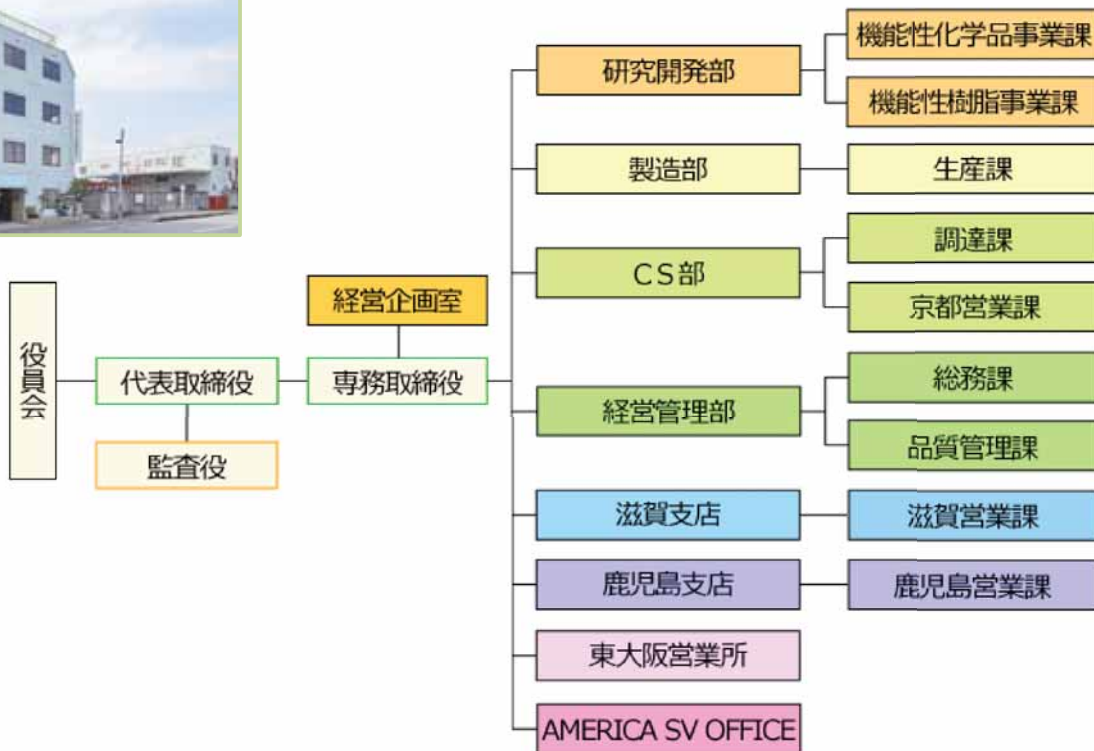 役員会
代表取締役
監査役
経営企画室
専務取締役
研究開発部
機能性化学品事業課
機能性樹脂事業課
製造部
生産課
CS部
調達課
京都営業課
経営管理部
総務課
品質管理課
滋賀支店
滋賀営業課
鹿児島支店
鹿児島営業課
東大阪営業所
AMERICA SV OFFICE